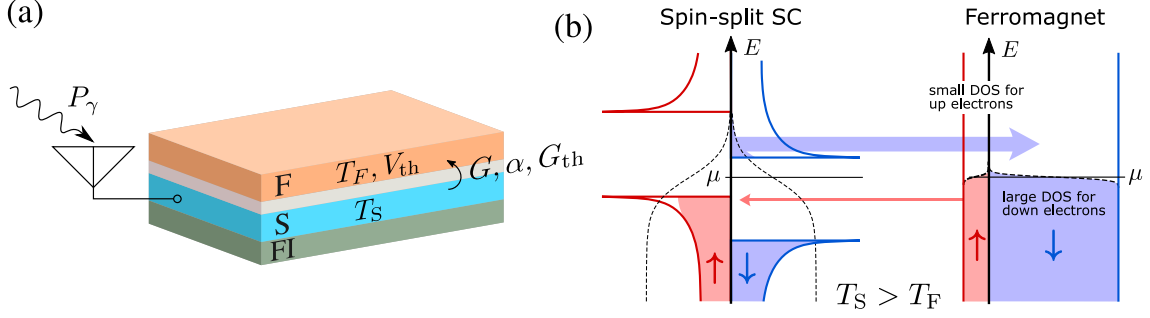 (a)
P_γ
F
T_F, V_th
G, α, G_th
S
T_S
FI
(b)
Spin-split SC
Ferromagnet
E
E
small DOS for
up electrons
μ
μ
large DOS for
down electrons
↑
↓
↑
↓
T_S > T_F